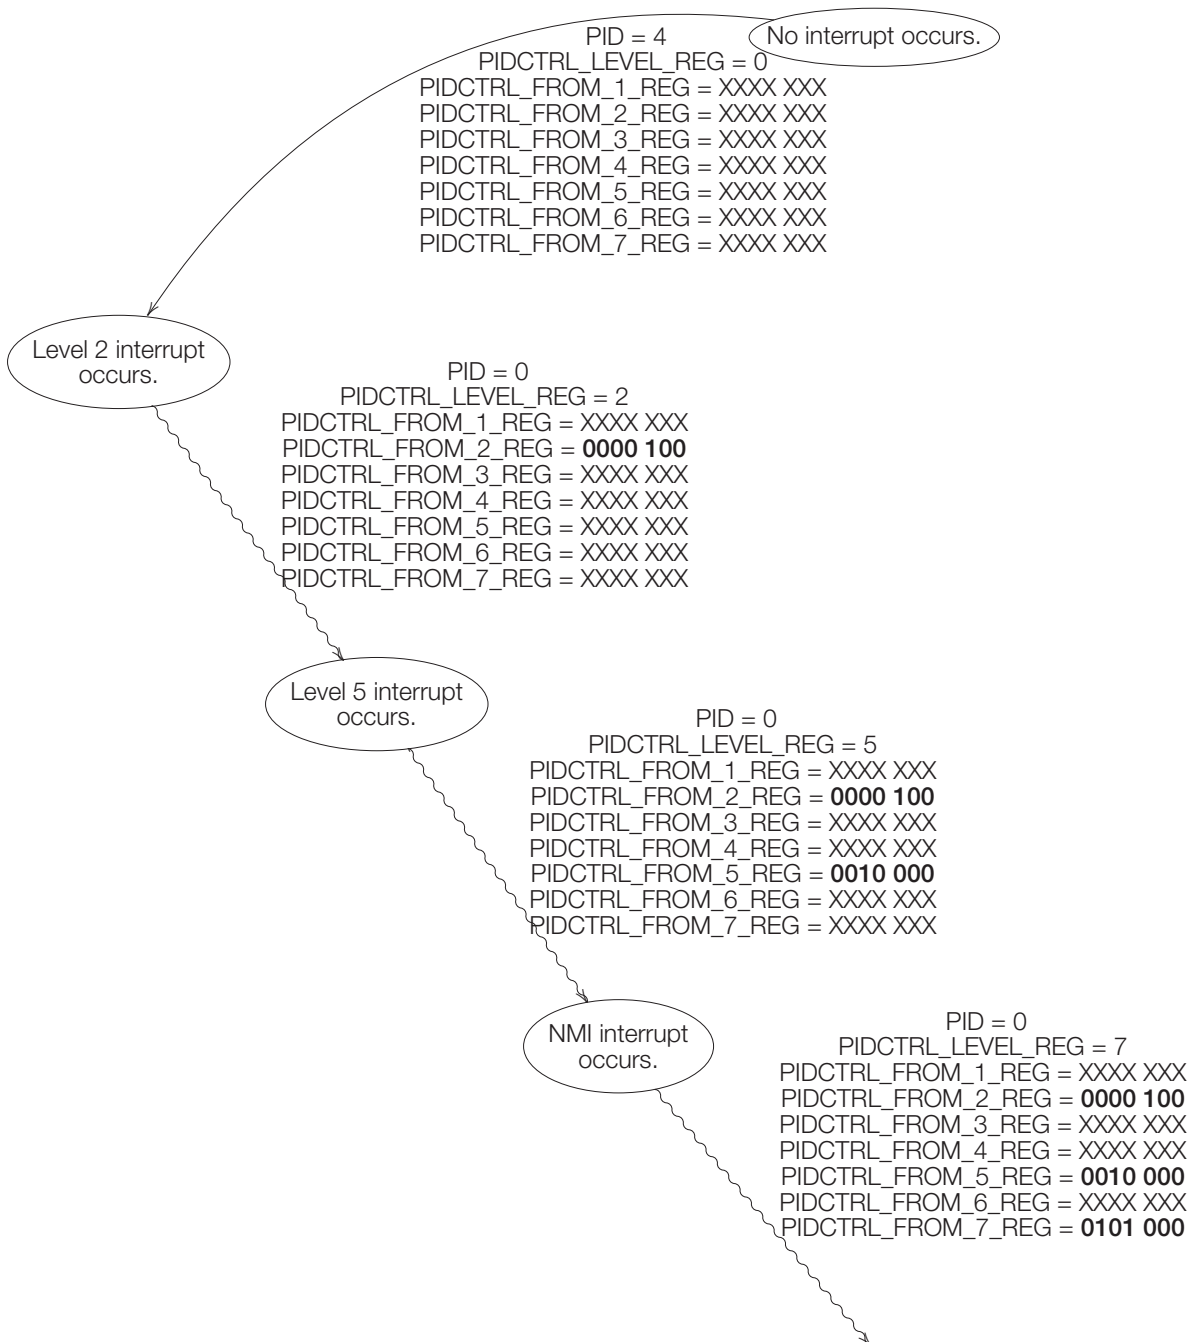 No interrupt occurs.
PID = 4
PIDCTRL_LEVEL_REG = 0
PIDCTRL_FROM_1_REG = XXXX XXX
PIDCTRL_FROM_2_REG = XXXX XXX
PIDCTRL_FROM_3_REG = XXXX XXX
PIDCTRL_FROM_4_REG = XXXX XXX
PIDCTRL_FROM_5_REG = XXXX XXX
PIDCTRL_FROM_6_REG = XXXX XXX
PIDCTRL_FROM_7_REG = XXXX XXX
Level 2 interrupt
occurs.
PID = 0
PIDCTRL_LEVEL_REG = 2
PIDCTRL_FROM_1_REG = XXXX XXX
PIDCTRL_FROM_2_REG = 0000 100
PIDCTRL_FROM_3_REG = XXXX XXX
PIDCTRL_FROM_4_REG = XXXX XXX
PIDCTRL_FROM_5_REG = XXXX XXX
PIDCTRL_FROM_6_REG = XXXX XXX
PIDCTRL_FROM_7_REG = XXXX XXX
Level 5 interrupt
occurs.
PID = 0
PIDCTRL_LEVEL_REG = 5
PIDCTRL_FROM_1_REG = XXXX XXX
PIDCTRL_FROM_2_REG = 0000 100
PIDCTRL_FROM_3_REG = XXXX XXX
PIDCTRL_FROM_4_REG = XXXX XXX
PIDCTRL_FROM_5_REG = 0010 000
PIDCTRL_FROM_6_REG = XXXX XXX
PIDCTRL_FROM_7_REG = XXXX XXX
NMI interrupt
occurs.
PID = 0
PIDCTRL_LEVEL_REG = 7
PIDCTRL_FROM_1_REG = XXXX XXX
PIDCTRL_FROM_2_REG = 0000 100
PIDCTRL_FROM_3_REG = XXXX XXX
PIDCTRL_FROM_4_REG = XXXX XXX
PIDCTRL_FROM_5_REG = 0010 000
PIDCTRL_FROM_6_REG = XXXX XXX
PIDCTRL_FROM_7_REG = 0101 000